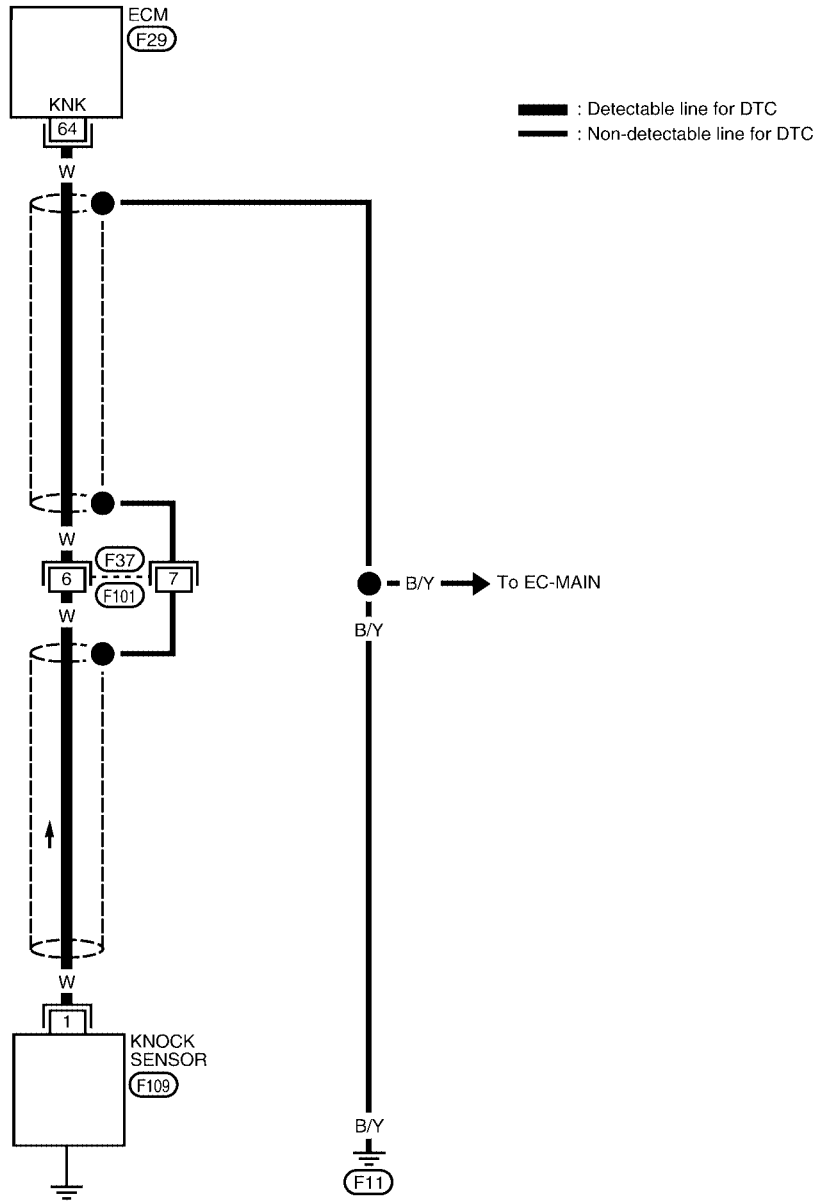 ECM
F29
KNK
64
: Detectable line for DTC
: Non-detectable line for DTC
W
W
F37
6
7
F101
B/Y
To EC-MAIN
W
B/Y
W
1
KNOCK
SENSOR
F109
B/Y
F11